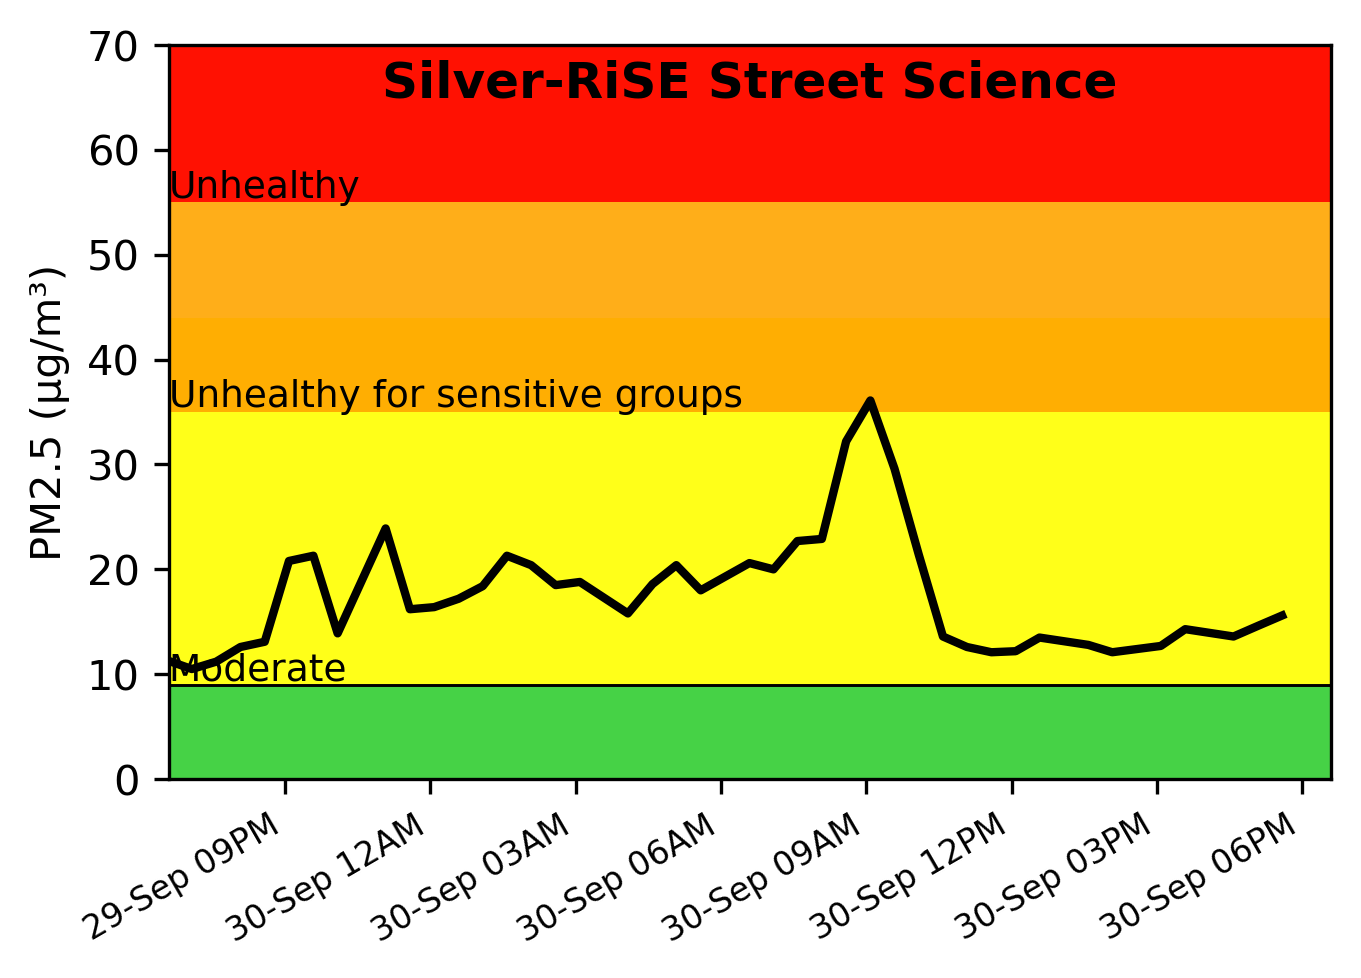 Silver-RiSE Street Science
70
60
50
40
30
20
10
0
PM2.5 (µg/m³)
Unhealthy
Unhealthy for sensitive groups
Moderate
29-Sep 09PM
30-Sep 12AM
30-Sep 03AM
30-Sep 06AM
30-Sep 09AM
30-Sep 12PM
30-Sep 03PM
30-Sep 06PM